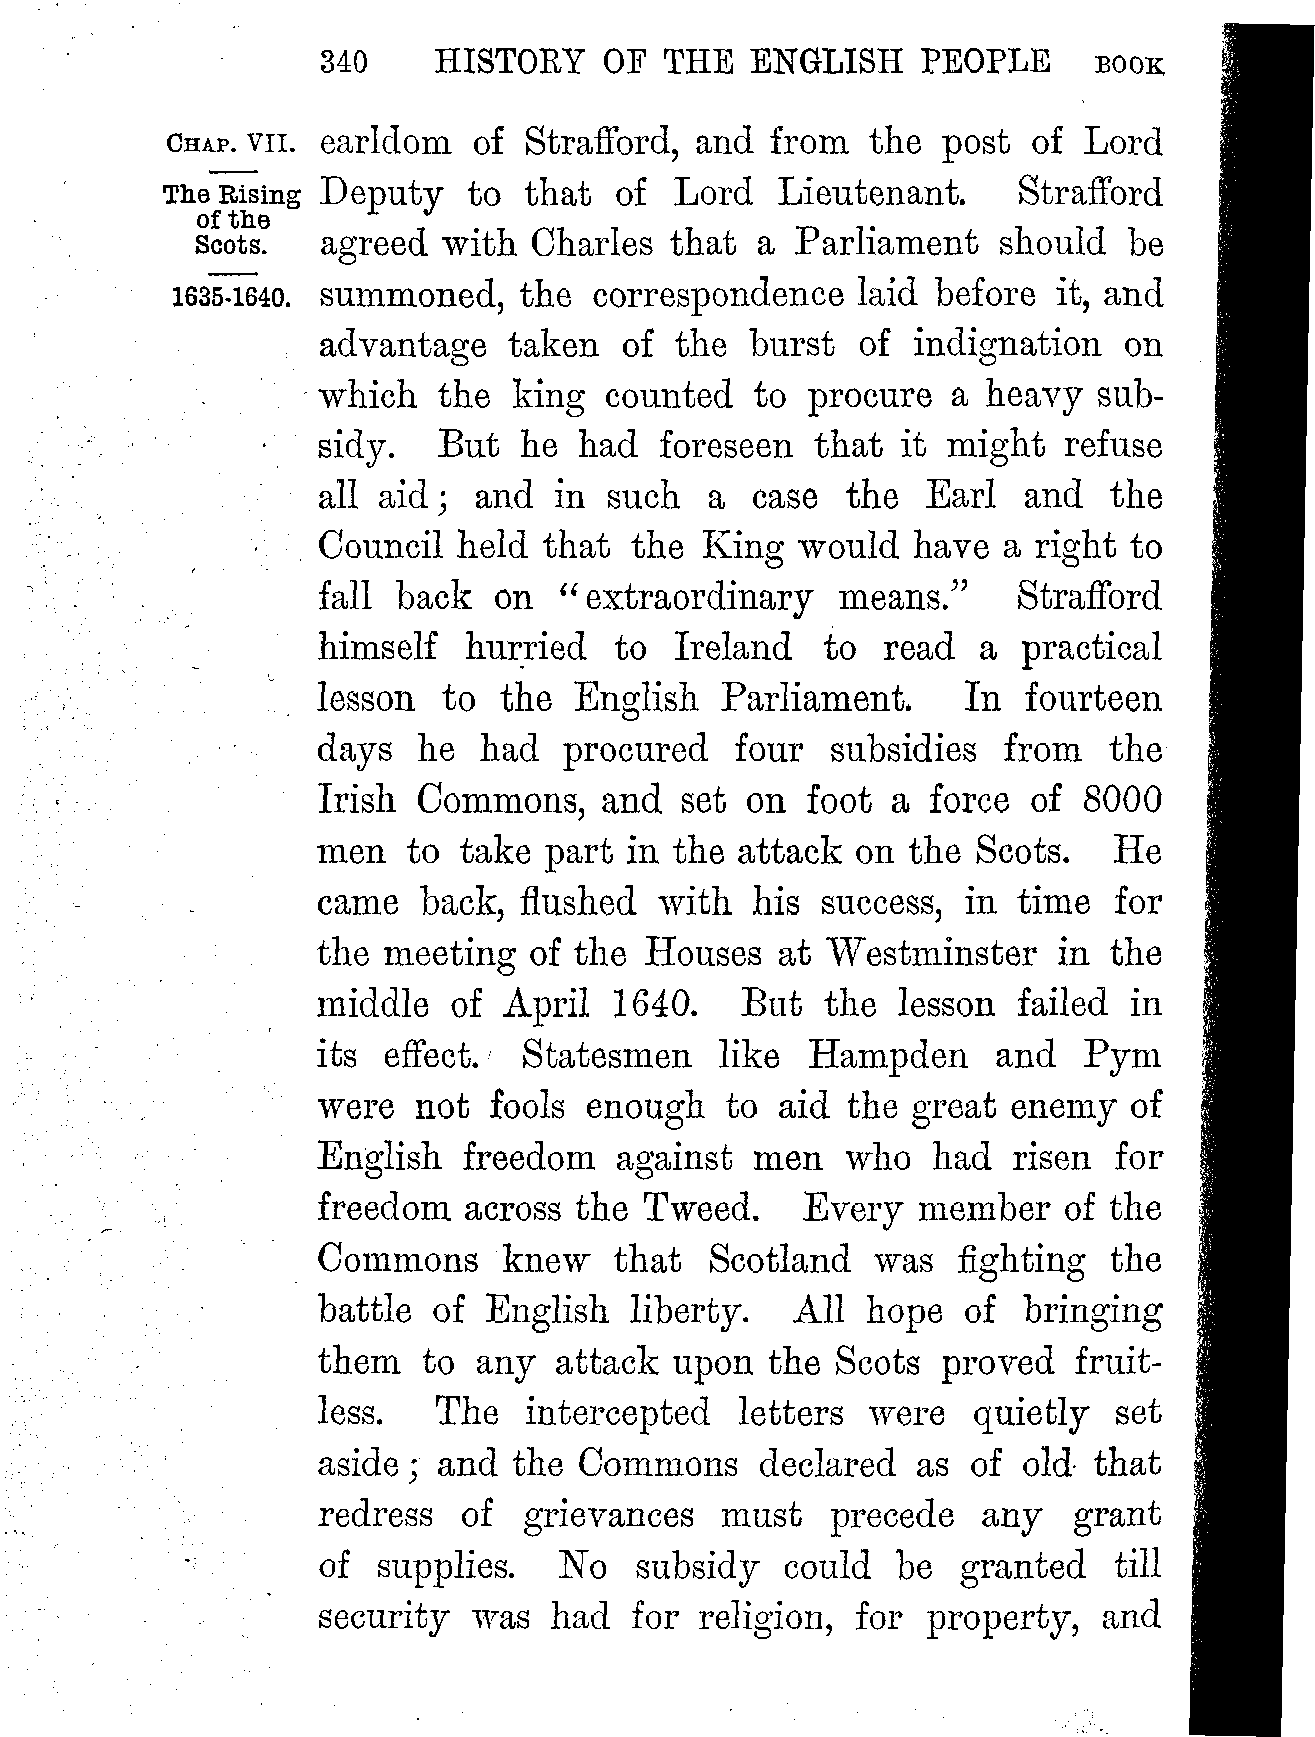 340 HISTORY OF THE ENGLISH PEOPLE BOOK
CHAP. VII.
The Rising
of the
Scots.
1635-1640.
earldom of Strafford, and from the post of Lord
Deputy to that of Lord Lieutenant. Strafford
agreed with Charles that a Parliament should be
summoned, the correspondence laid before it, and
advantage taken of the burst of indignation on
which the king counted to procure a heavy sub-
sidy. But he had foreseen that it might refuse
all aid; and in such a case the Earl and the
Council held that the King would have a right to
fall back on "extraordinary means." Strafford
himself hurried to Ireland to read a practical
lesson to the English Parliament. In fourteen
days he had procured four subsidies from the
Irish Commons, and set on foot a force of 8000
men to take part in the attack on the Scots. He
came back, flushed with his success, in time for
the meeting of the Houses at Westminster in the
middle of April 1640. But the lesson failed in
its effect. Statesmen like Hampden and Pym
were not fools enough to aid the great enemy of
English freedom against men who had risen for
freedom across the Tweed. Every member of the
Commons knew that Scotland was fighting the
battle of English liberty. All hope of bringing
them to any attack upon the Scots proved fruit-
less. The intercepted letters were quietly set
aside; and the Commons declared as of old that
redress of grievances must precede any grant
of supplies. No subsidy could be granted till
security was had for religion, for property, and